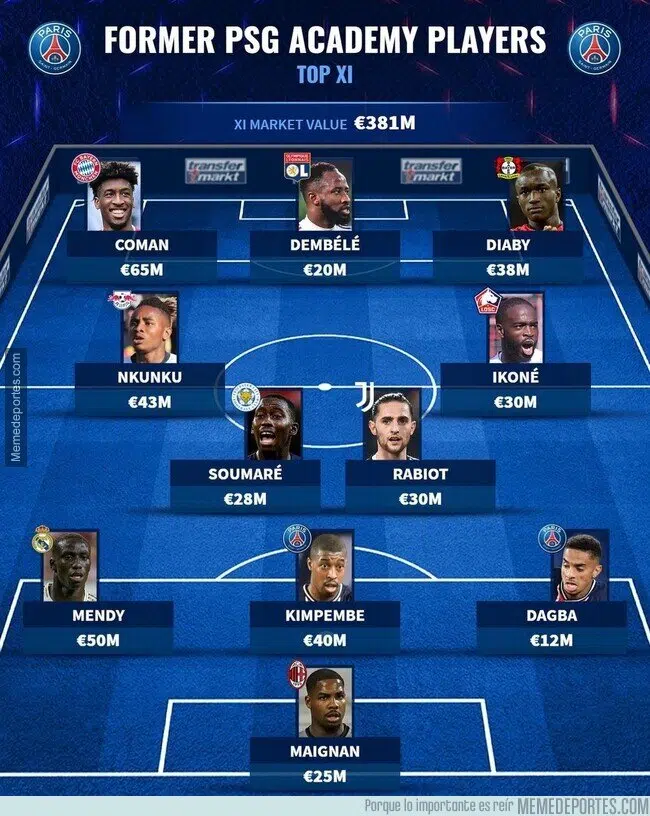 FORMER PSG ACADEMY PLAYERS
TOP XI
XI MARKET VALUE €381M
transfer markt
transfer markt
COMAN
€65M
DEMBÉLÉ
€20M
DIABY
€38M
NKUNKU
€43M
IKONÉ
€30M
SOUMARÉ
€28M
RABIOT
€30M
MENDY
€50M
KIMPEMBE
€40M
DAGBA
€12M
MAIGNAN
€25M
Memedeportes.com
Porque lo importante es reír MEMEDEPORTES.COM